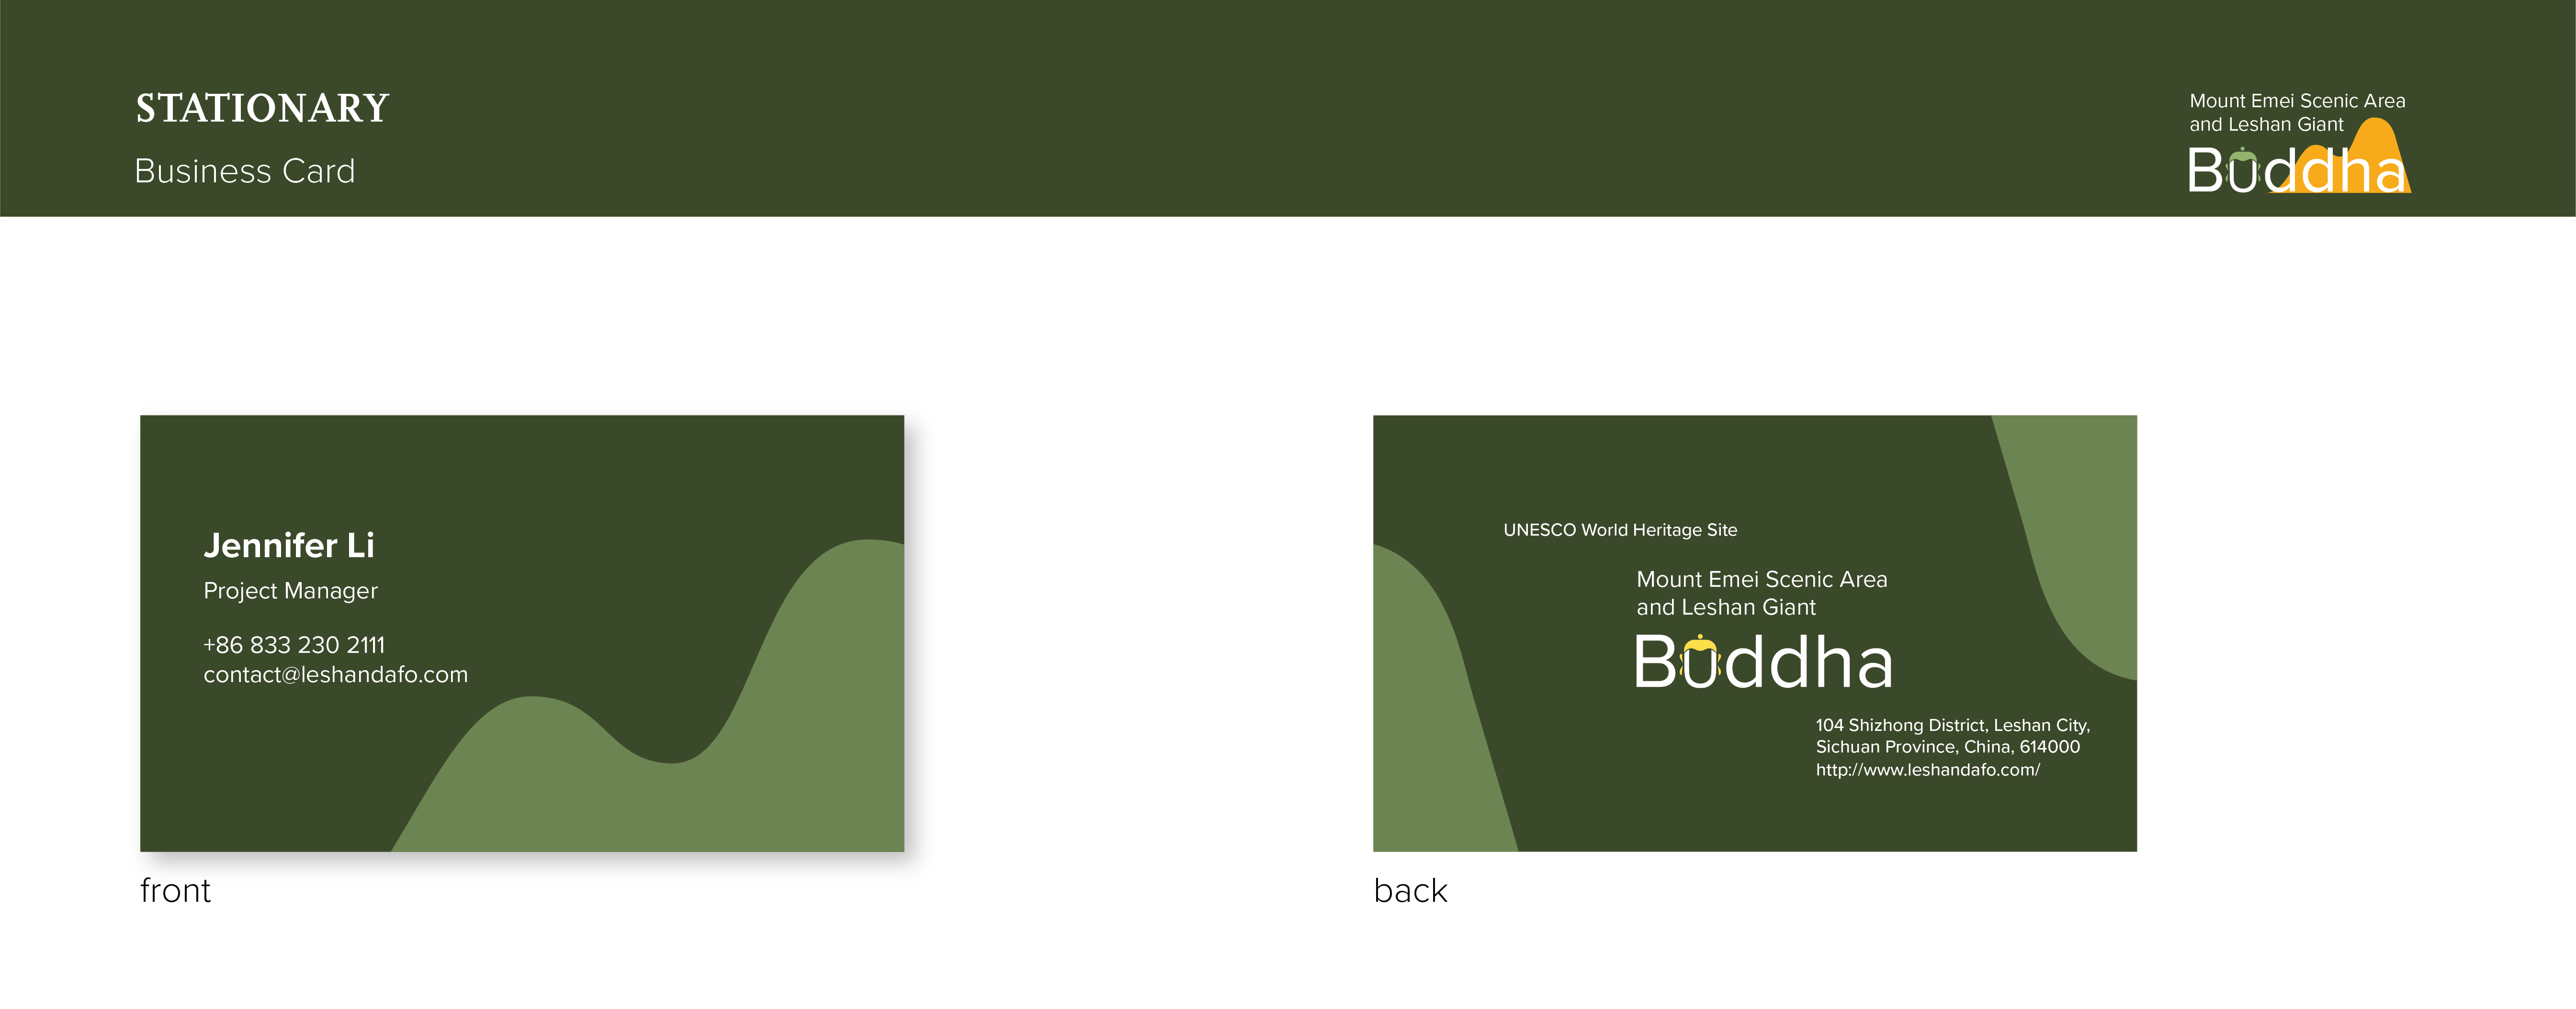 STATIONARY
Business Card
Mount Emei Scenic Area
and Leshan Giant
Buddha
Jennifer Li
Project Manager
+86 833 230 2111
contact@leshandafo.com
front
UNESCO World Heritage Site
Mount Emei Scenic Area
and Leshan Giant
Buddha
104 Shizhong District, Leshan City,
Sichuan Province, China, 614000
http://www.leshandafo.com/
back